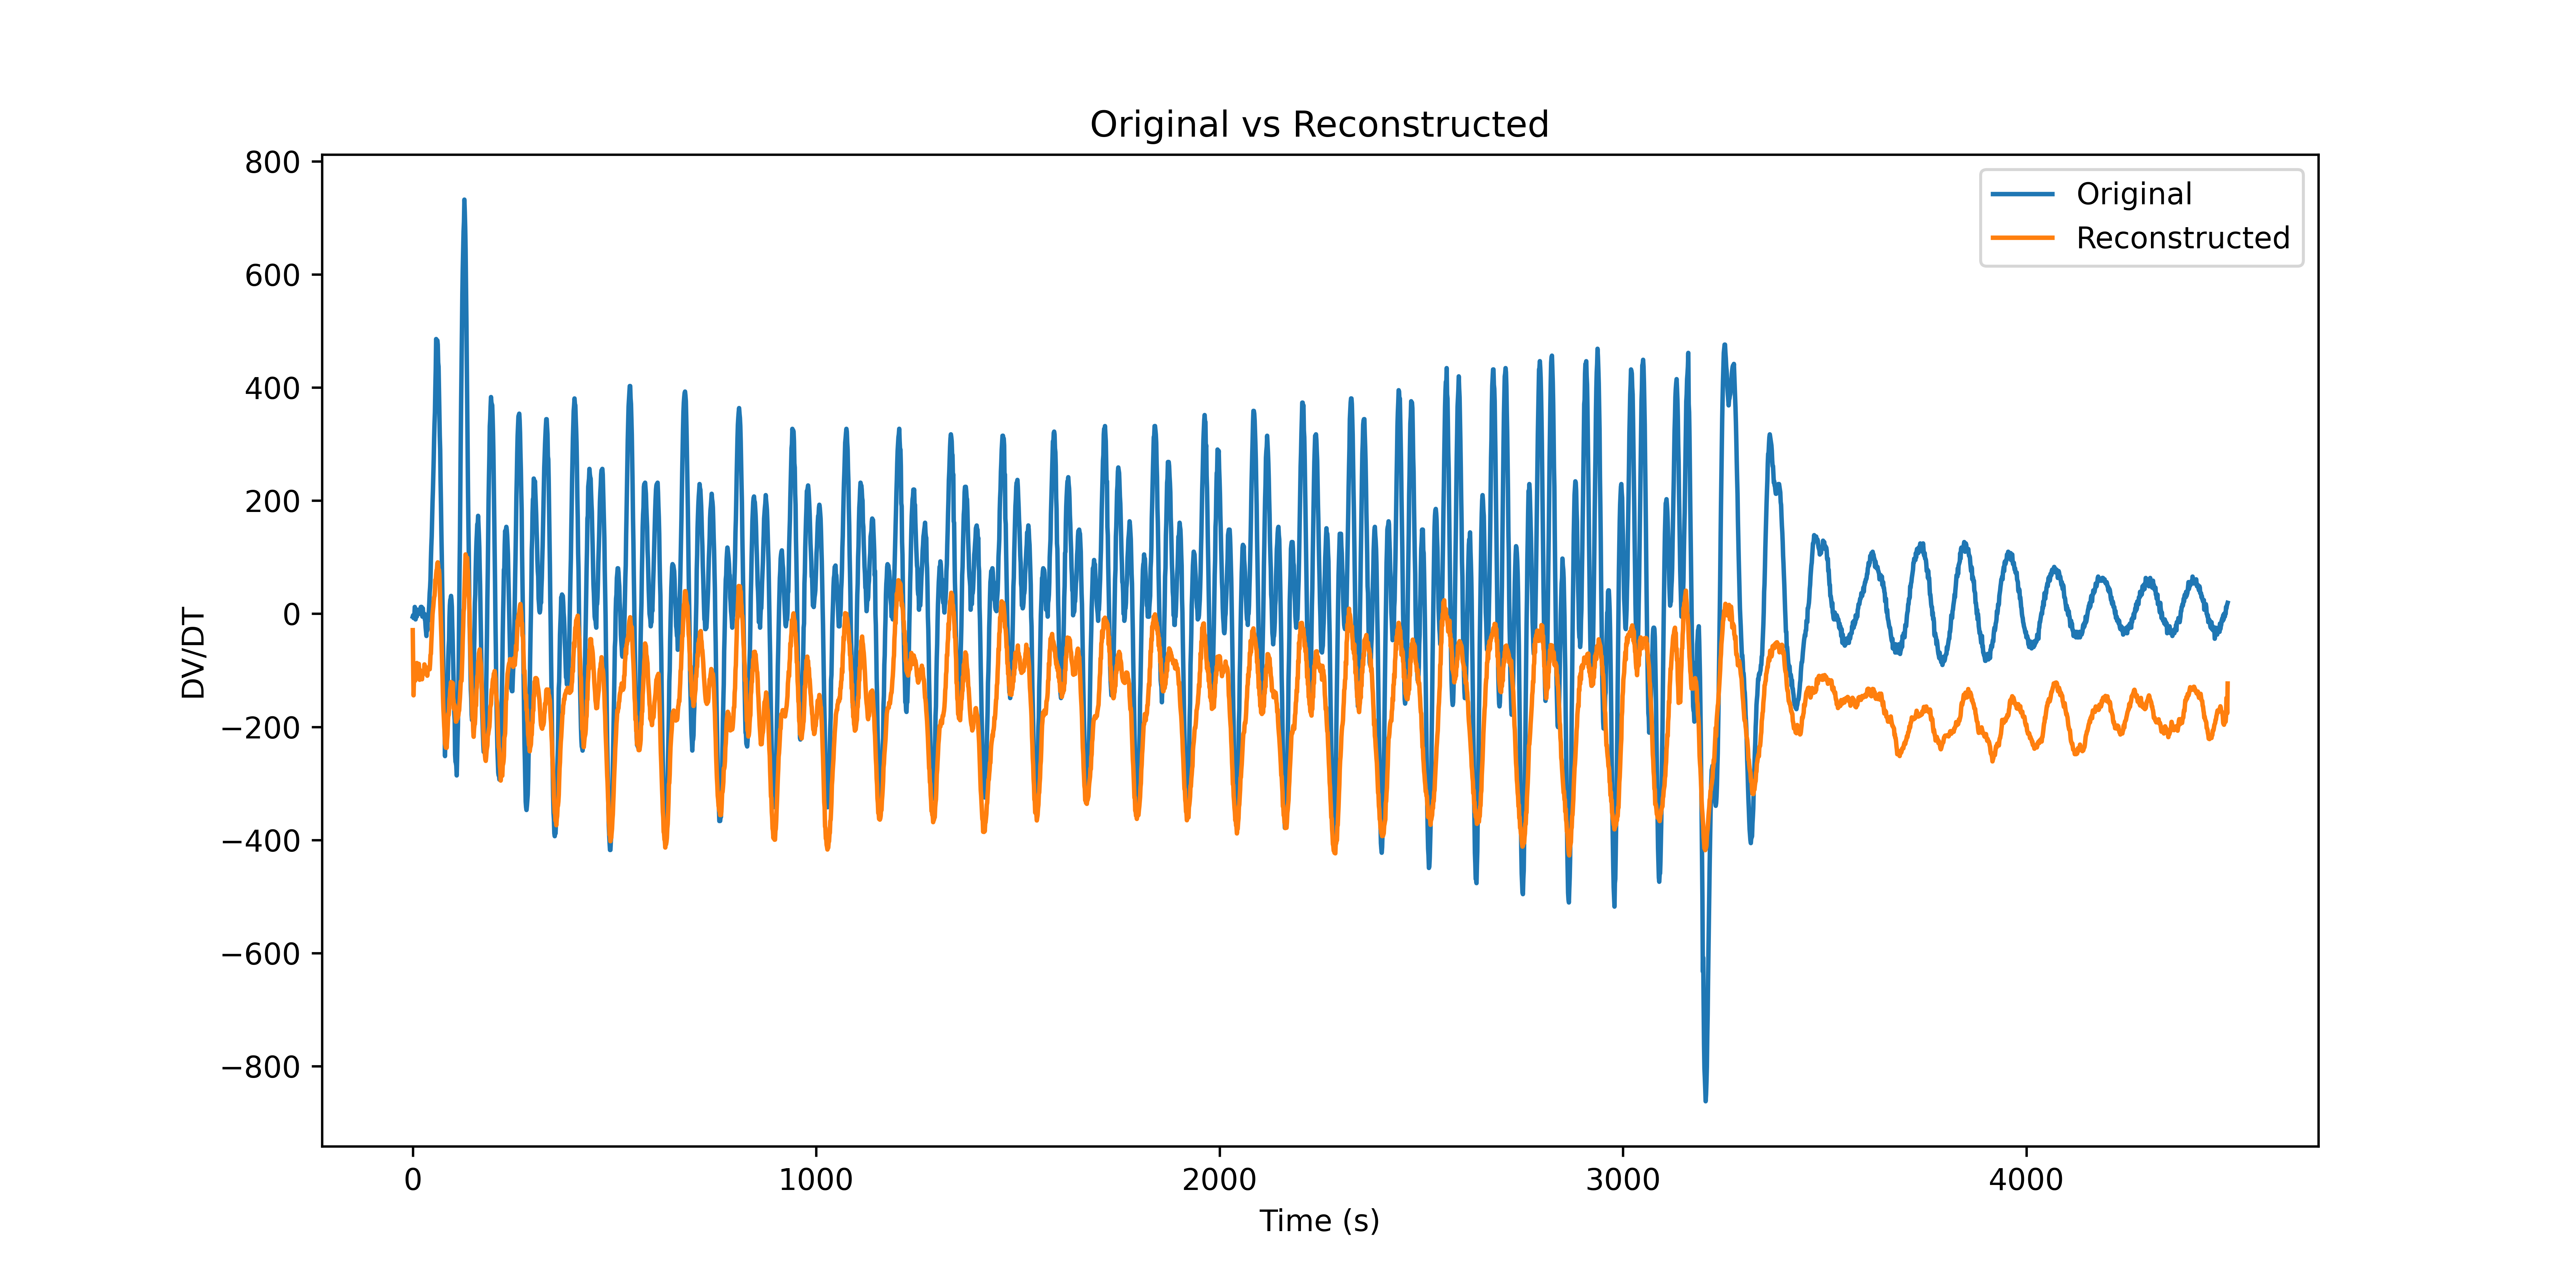 Original vs Reconstructed
Original
Reconstructed
DV/DT
800
600
400
200
0
−200
−400
−600
−800
0 1000 2000 3000 4000
Time (s)